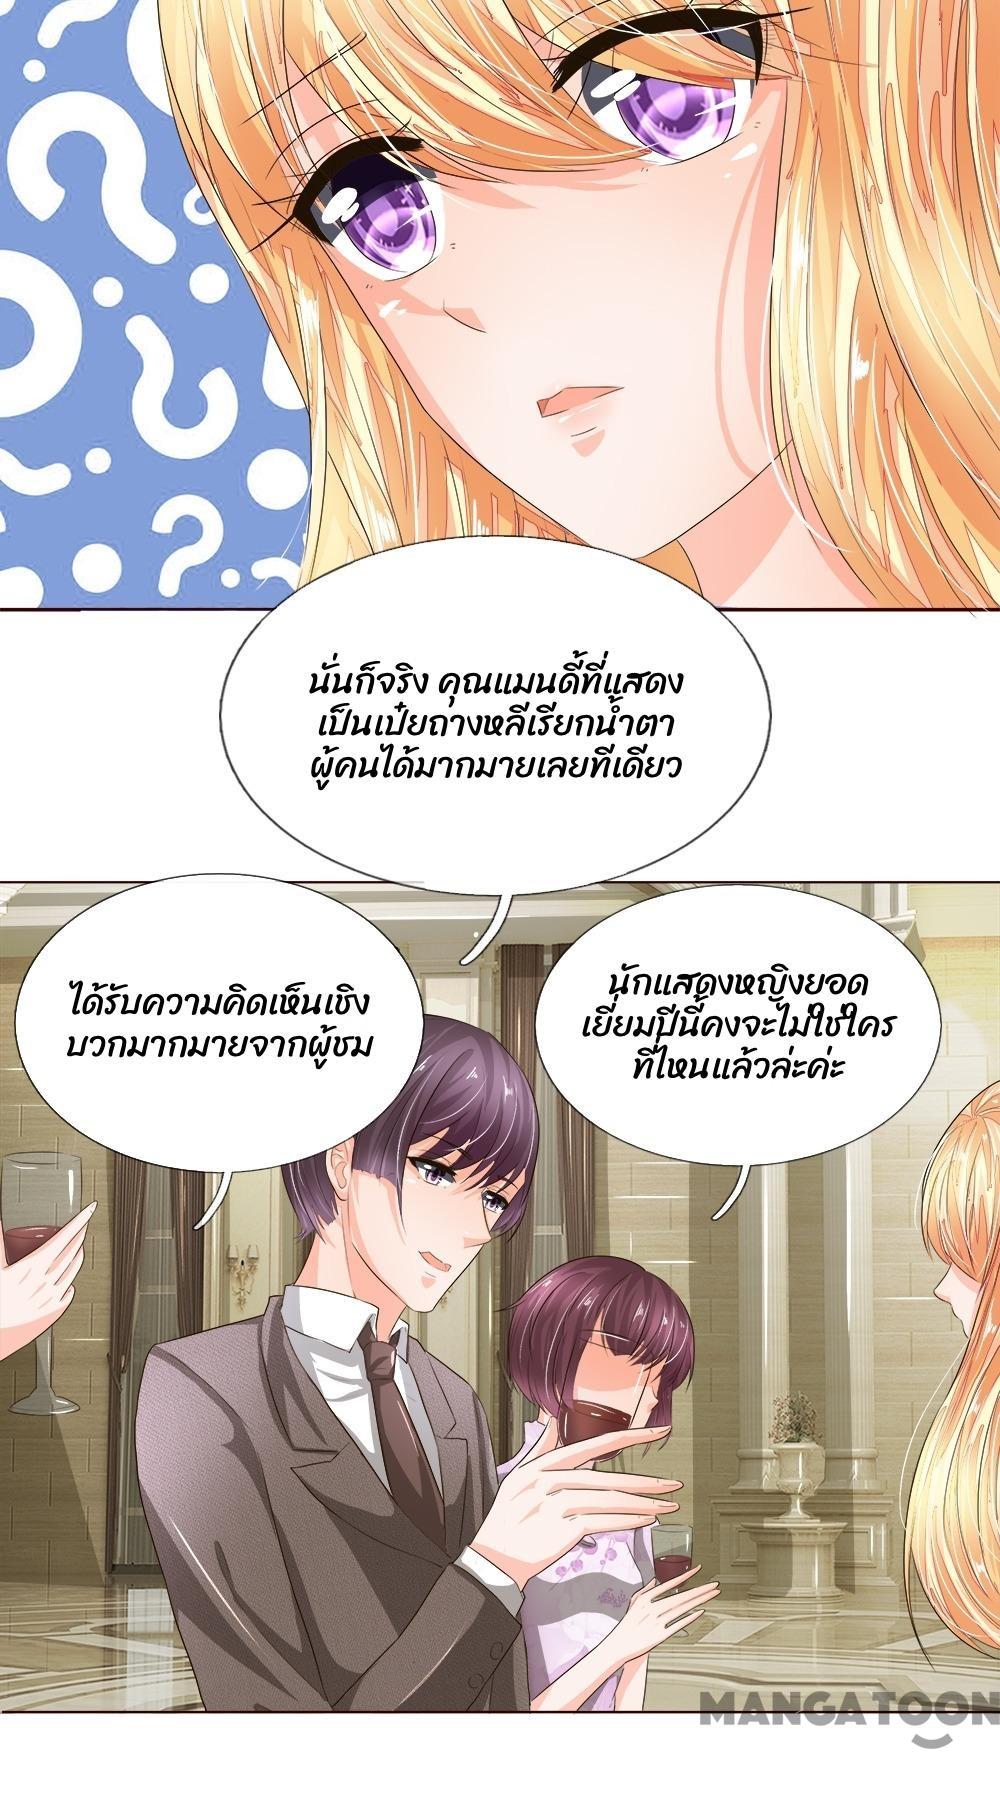 นั่นก็จริง คุณแมนดี้ที่แสดง
เป็นเป๋ยถางหลีเรียกน้ำตา
ผู้คนได้มากมายเลยทีเดียว
ได้รับความคิดเห็นเชิง
บวกมากมายจากผู้ชม
นักแสดงหญิงยอด
เยี่ยมปีนี้คงจะไม่ใช่ใคร
ที่ไหนแล้วล่ะค่ะ
MANGATOON